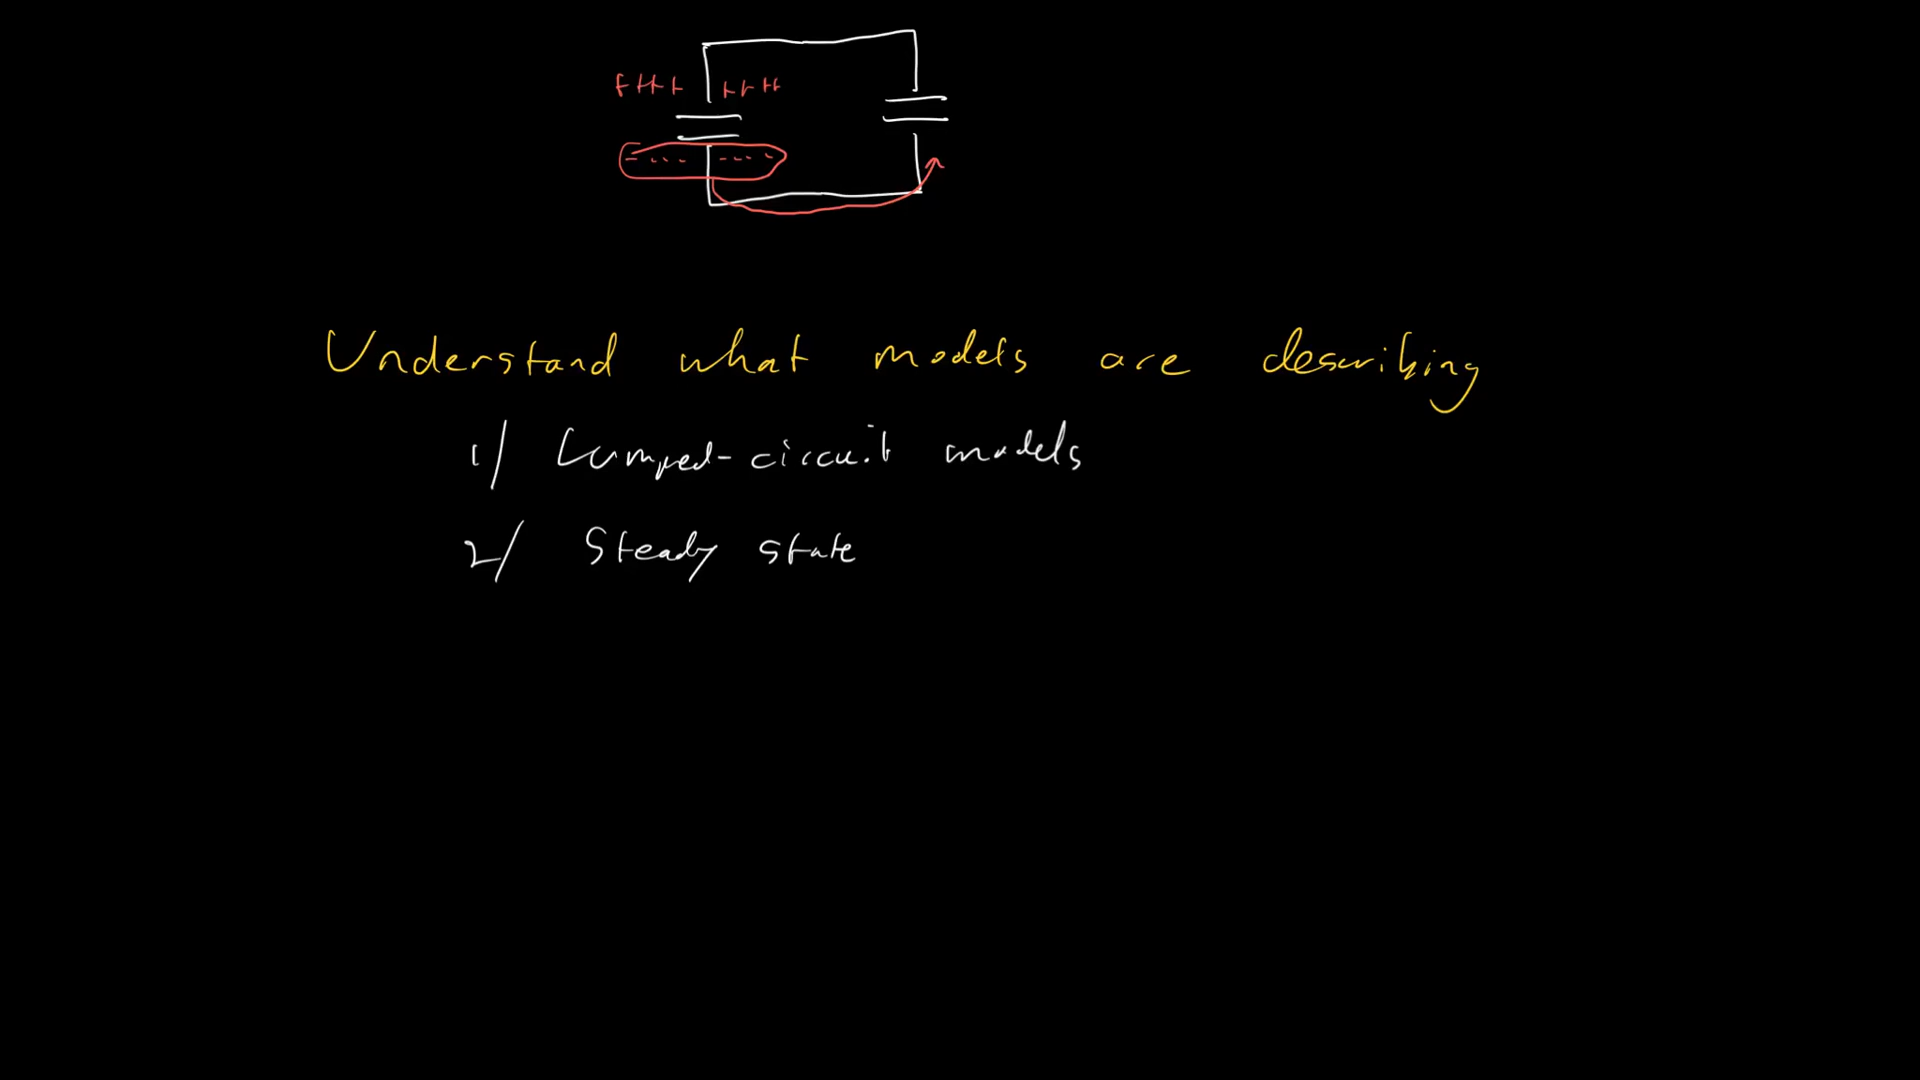 ++++ ++++
- . . . - . . .
Understand what models are describing
1/ Lumped-circuit models
2/ Steady state